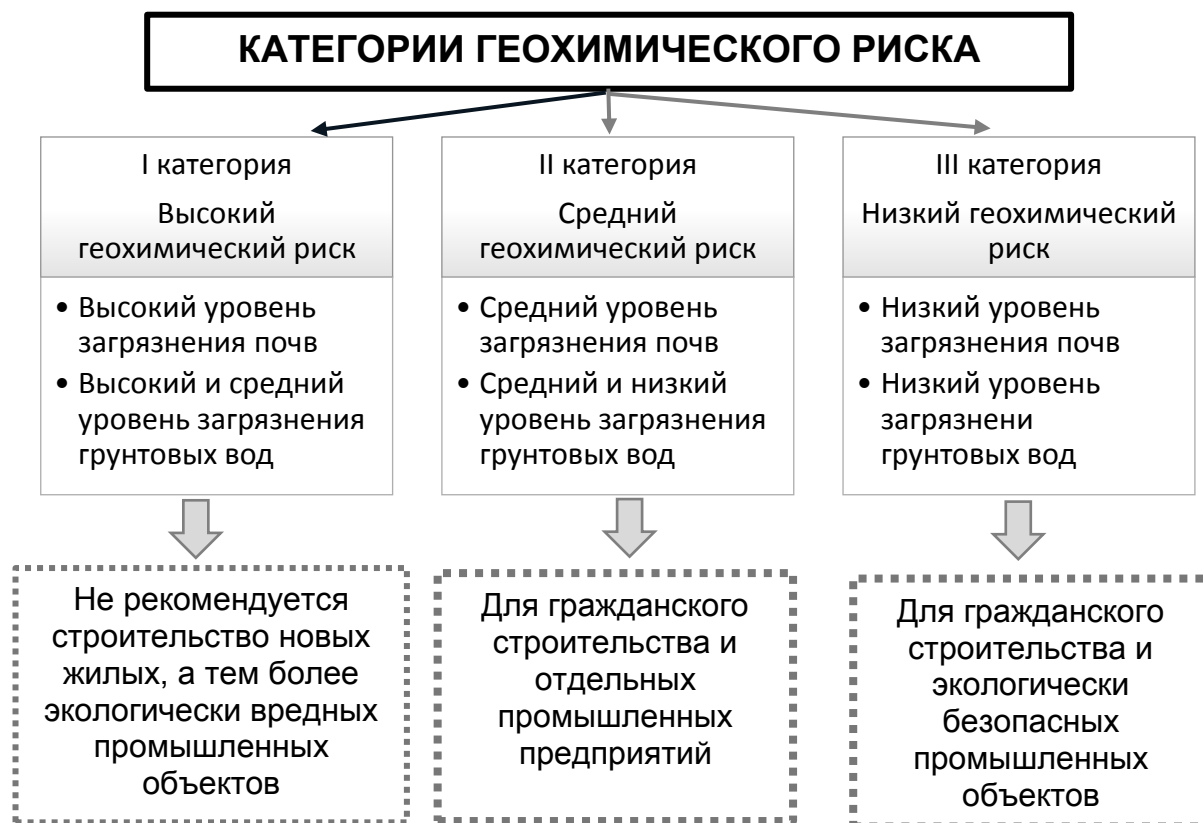 КАТЕГОРИИ ГЕОХИМИЧЕСКОГО РИСКА
I категория
Высокий
геохимический риск
• Высокий уровень
загрязнения почв
• Высокий и средний
уровень загрязнения
грунтовых вод
Не рекомендуется
строительство новых
жилых, а тем более
экологически вредных
промышленных
объектов
II категория
Средний
геохимический риск
• Средний уровень
загрязнения почв
• Средний и низкий
уровень загрязнения
грунтовых вод
Для гражданского
строительства и
отдельных
промышленных
предприятий
III категория
Низкий геохимический
риск
• Низкий уровень
загрязнения почв
• Низкий уровень
загрязнени
грунтовых вод
Для гражданского
строительства и
экологически
безопасных
промышленных
объектов